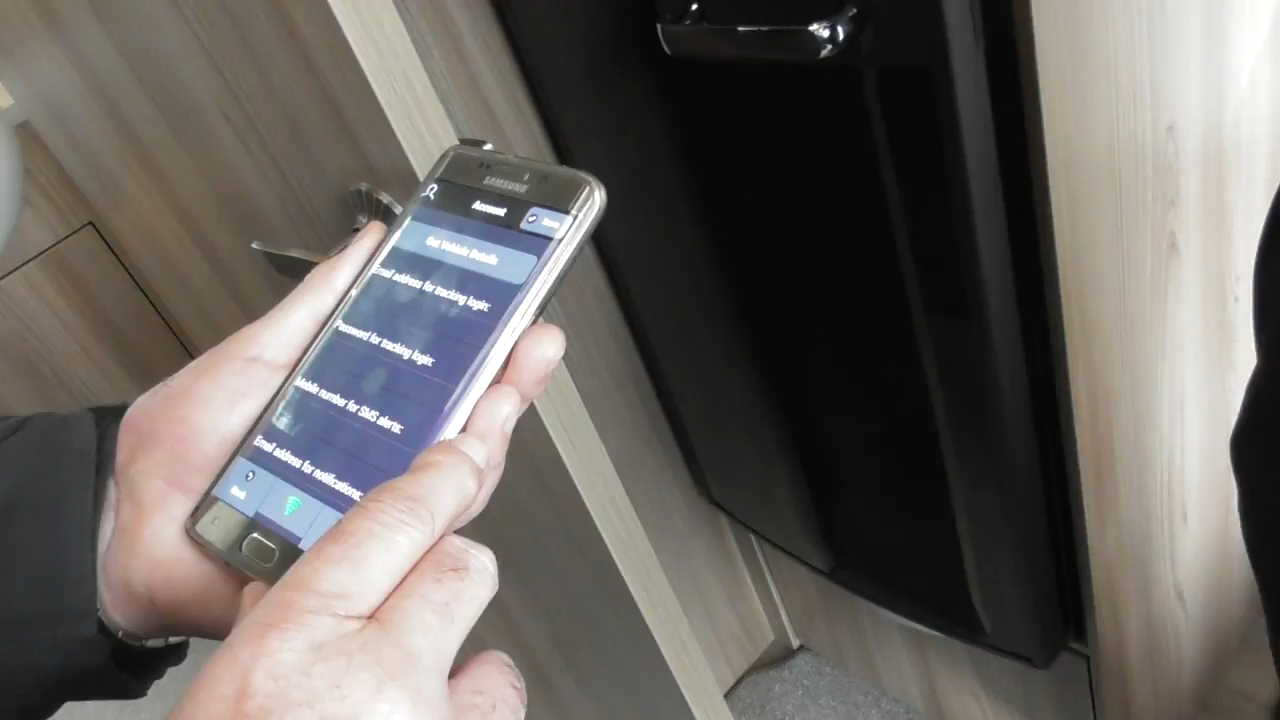 SAMSUNG
Account
Save
Get Vehicle Details
Email address for tracking login:
Password for tracking login:
Mobile number for SMS alerts:
Email address for notifications:
Back